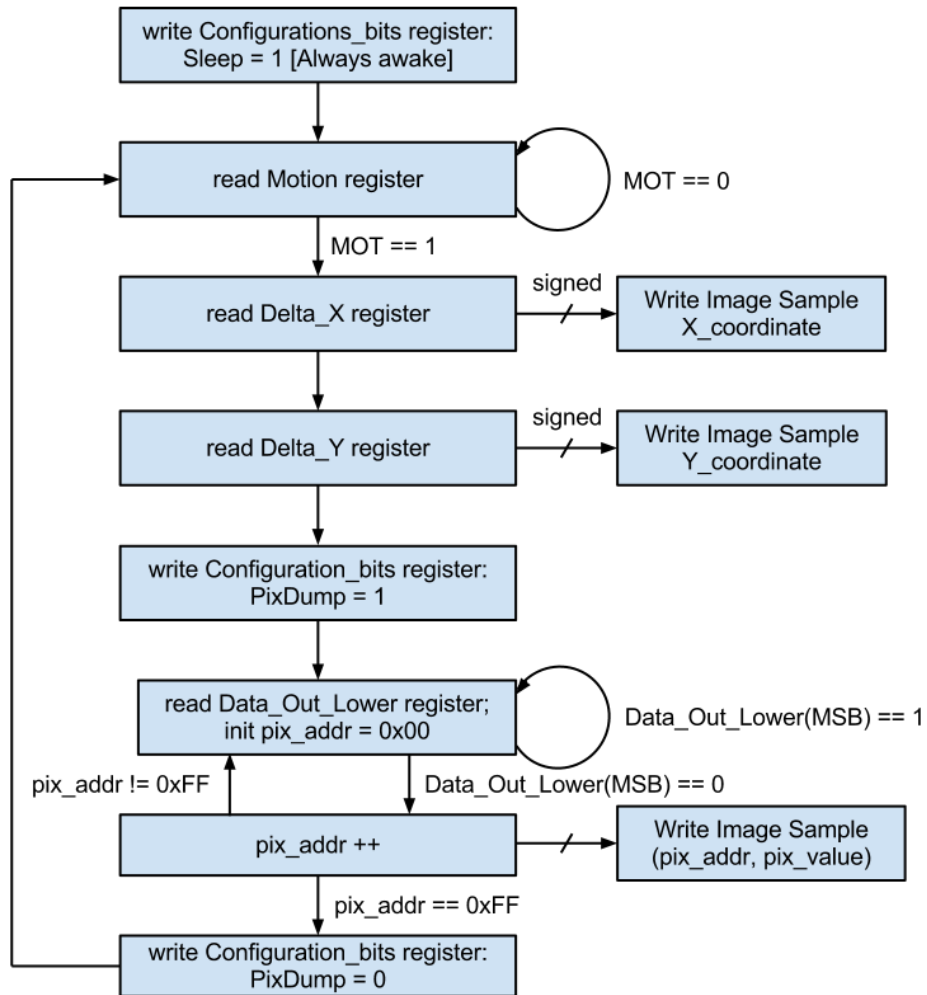 write Configurations_bits register:
Sleep = 1 [Always awake]
read Motion register
MOT == 0
MOT == 1
read Delta_X register
signed
Write Image Sample
X_coordinate
read Delta_Y register
signed
Write Image Sample
Y_coordinate
write Configuration_bits register:
PixDump = 1
read Data_Out_Lower register;
init pix_addr = 0x00
Data_Out_Lower(MSB) == 1
pix_addr != 0xFF
Data_Out_Lower(MSB) == 0
pix_addr ++
Write Image Sample
(pix_addr, pix_value)
pix_addr == 0xFF
write Configuration_bits register:
PixDump = 0